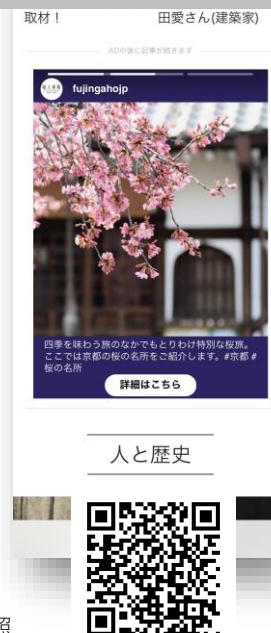 取材！ 田愛さん(建築家)
ADの後に記事が続きます
fujingahojp
四季を味わう旅のなかでもとりわけ特別な桜旅。
ここでは京都の桜の名所をご紹介します。#京都 #
桜の名所
詳細はこちら
人と歴史